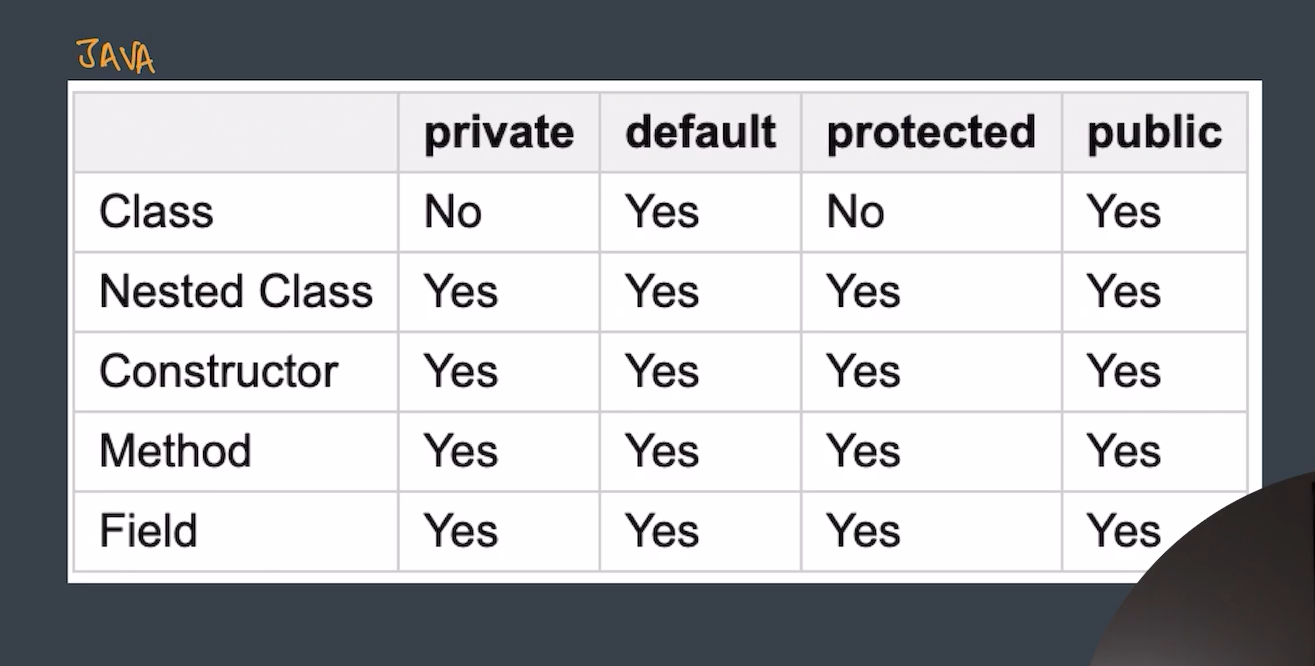 JAVA
private default protected public
Class No Yes No Yes
Nested Class Yes Yes Yes Yes
Constructor Yes Yes Yes Yes
Method Yes Yes Yes Yes
Field Yes Yes Yes Yes